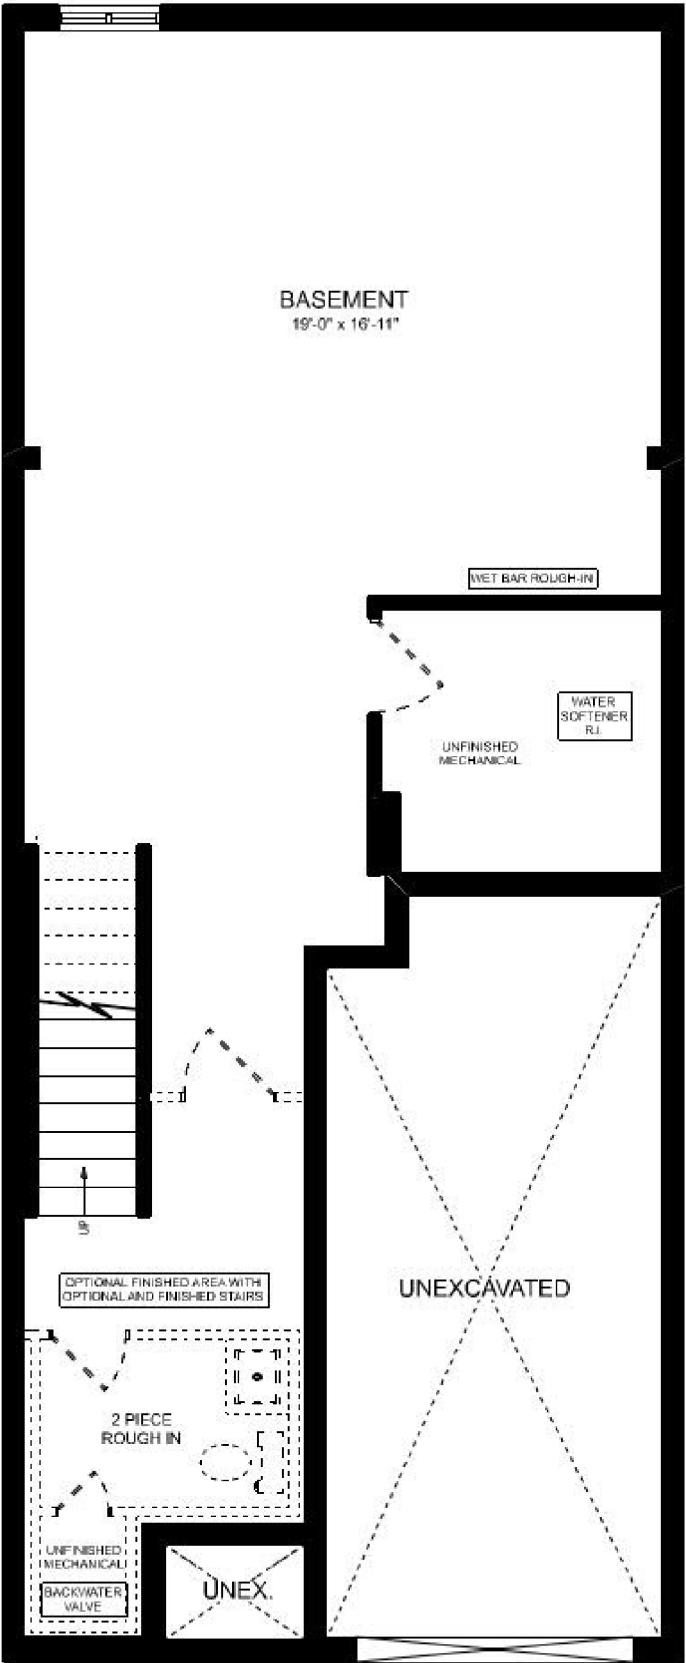 BASEMENT
19'-0" x 16'-11"
WET BAR ROUGH-IN
WATER
SOFTENER
R.I.
UNFINISHED
MECHANICAL
UP
OPTIONAL FINISHED AREA WITH
OPTIONAL AND FINISHED STAIRS
UNEXCAVATED
2 PIECE
ROUGH IN
UNFINISHED
MECHANICAL
BACKWATER
VALVE
UNEX.